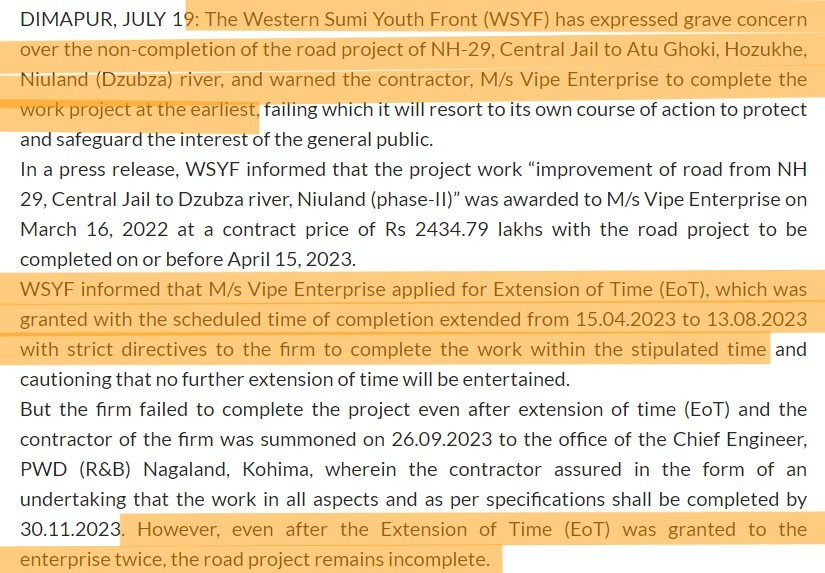 DIMAPUR, JULY 19: The Western Sumi Youth Front (WSYF) has expressed grave concern
over the non-completion of the road project of NH-29, Central Jail to Atu Ghoki, Hozukhe,
Niuland (Dzubza) river, and warned the contractor, M/s Vipe Enterprise to complete the
work project at the earliest, failing which it will resort to its own course of action to protect
and safeguard the interest of the general public.
In a press release, WSYF informed that the project work “improvement of road from NH
29, Central Jail to Dzubza river, Niuland (phase-II)” was awarded to M/s Vipe Enterprise on
March 16, 2022 at a contract price of Rs 2434.79 lakhs with the road project to be
completed on or before April 15, 2023.
WSYF informed that M/s Vipe Enterprise applied for Extension of Time (EoT), which was
granted with the scheduled time of completion extended from 15.04.2023 to 13.08.2023
with strict directives to the firm to complete the work within the stipulated time and
cautioning that no further extension of time will be entertained.
But the firm failed to complete the project even after extension of time (EoT) and the
contractor of the firm was summoned on 26.09.2023 to the office of the Chief Engineer,
PWD (R&B) Nagaland, Kohima, wherein the contractor assured in the form of an
undertaking that the work in all aspects and as per specifications shall be completed by
30.11.2023. However, even after the Extension of Time (EoT) was granted to the
enterprise twice, the road project remains incomplete.